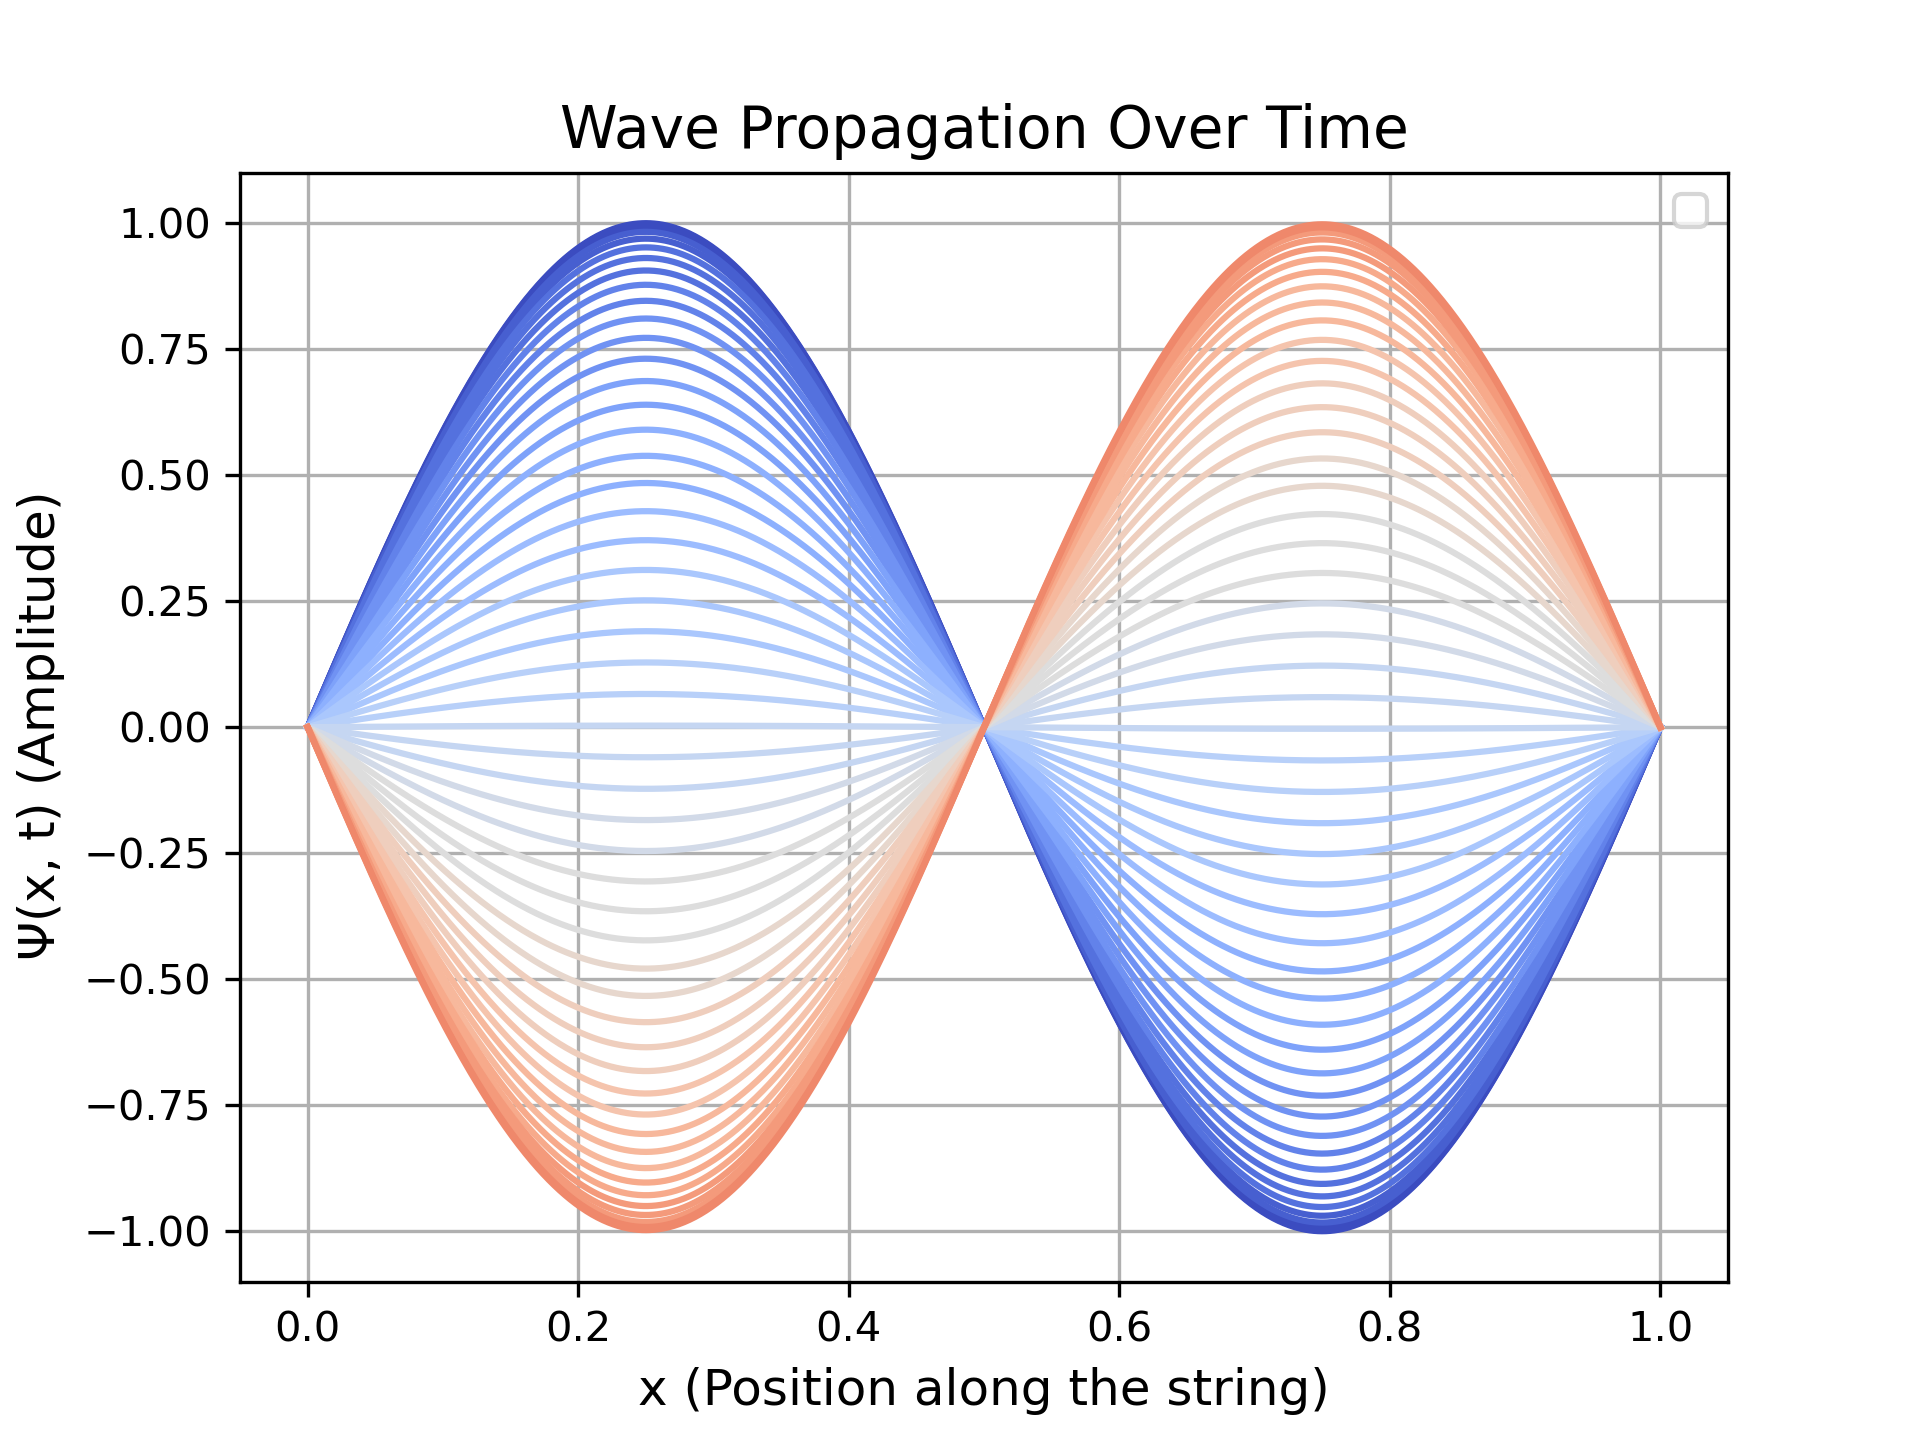 Wave Propagation Over Time
1.00
0.75
0.50
0.25
0.00
−0.25
−0.50
−0.75
−1.00
Ψ(x, t) (Amplitude)
0.0 0.2 0.4 0.6 0.8 1.0
x (Position along the string)